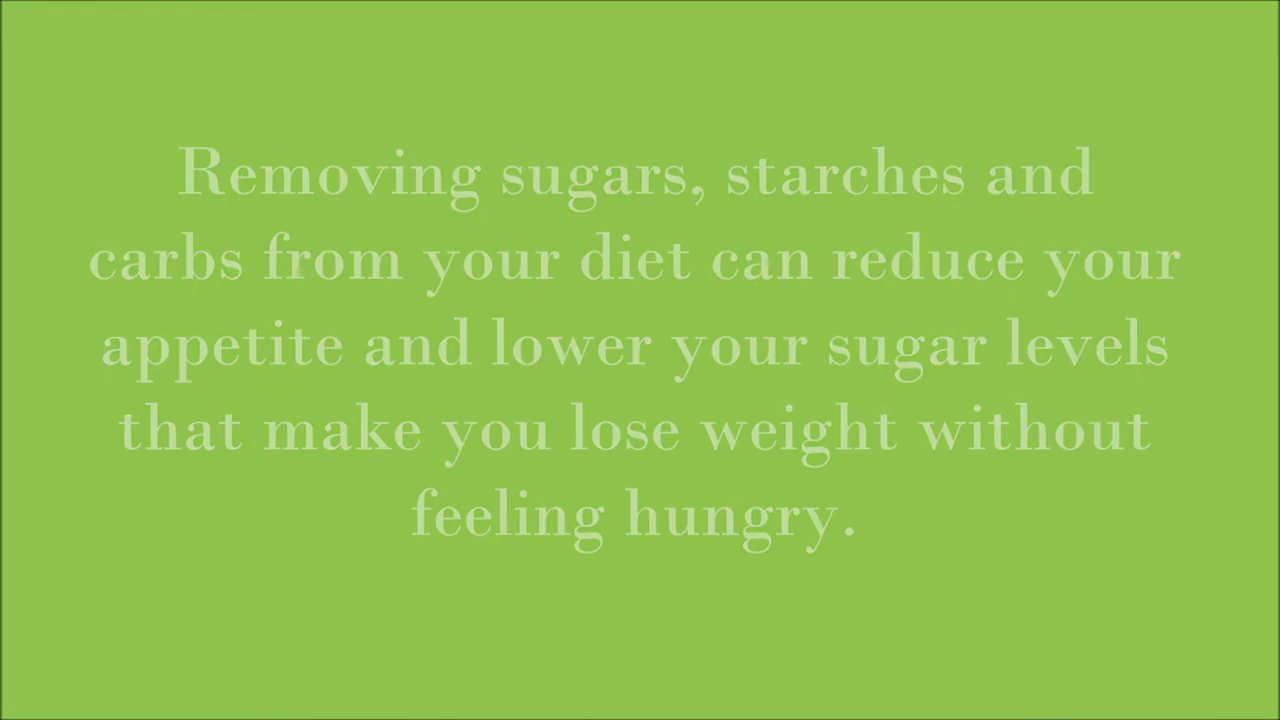 Removing sugars, starches and
carbs from your diet can reduce your
appetite and lower your sugar levels
that make you lose weight without
feeling hungry.